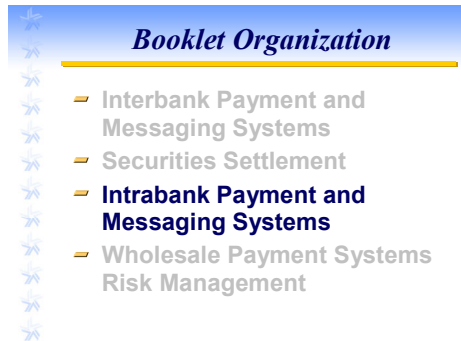 Booklet Organization
Interbank Payment and
Messaging Systems
Securities Settlement
Intrabank Payment and
Messaging Systems
Wholesale Payment Systems
Risk Management